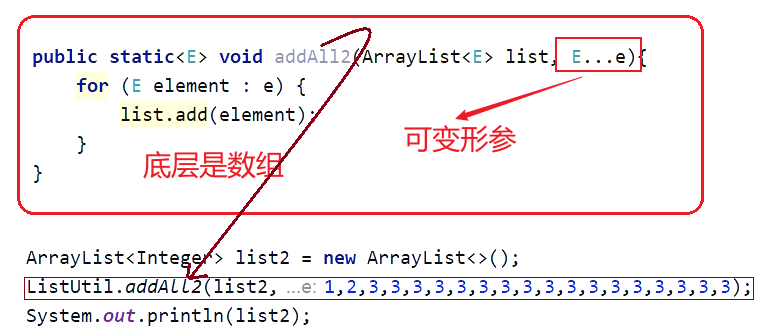 public static<E> void addAll2(ArrayList<E> list, E...e){
for (E element : e) {
list.add(element);
可变形参
}
底层是数组
}
ArrayList<Integer> list2 = new ArrayList<>();
ListUtil.addAll2(list2, ...e: 1,2,3,3,3,3,3,3,3,3,3,3,3,3,3,3,3,3,3);
System.out.println(list2);